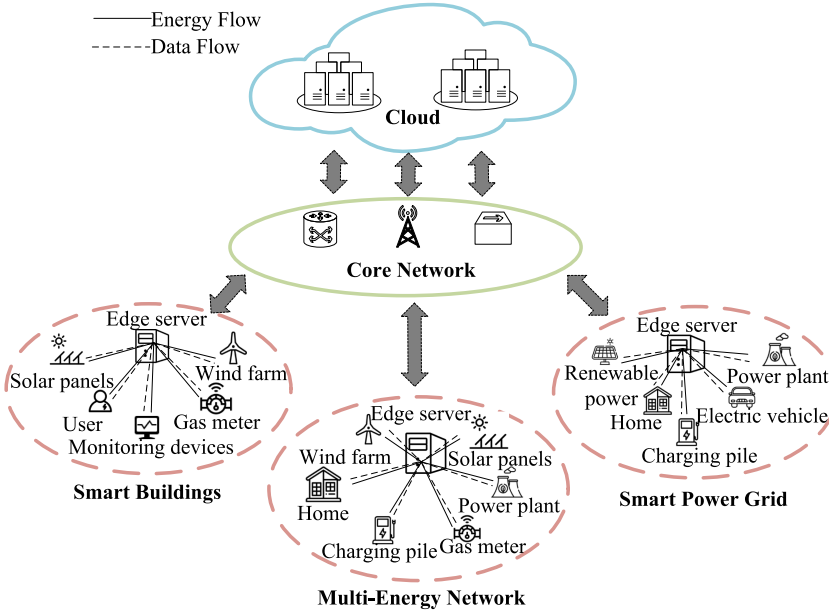 Energy Flow
Data Flow
Cloud
Core Network
Edge server
Solar panels
Wind farm
User
Gas meter
Monitoring devices
Smart Buildings
Edge server
Wind farm
Solar panels
Home
Power plant
Charging pile
Gas meter
Multi-Energy Network
Edge server
Renewable
power
Power plant
Home
Electric vehicle
Charging pile
Smart Power Grid